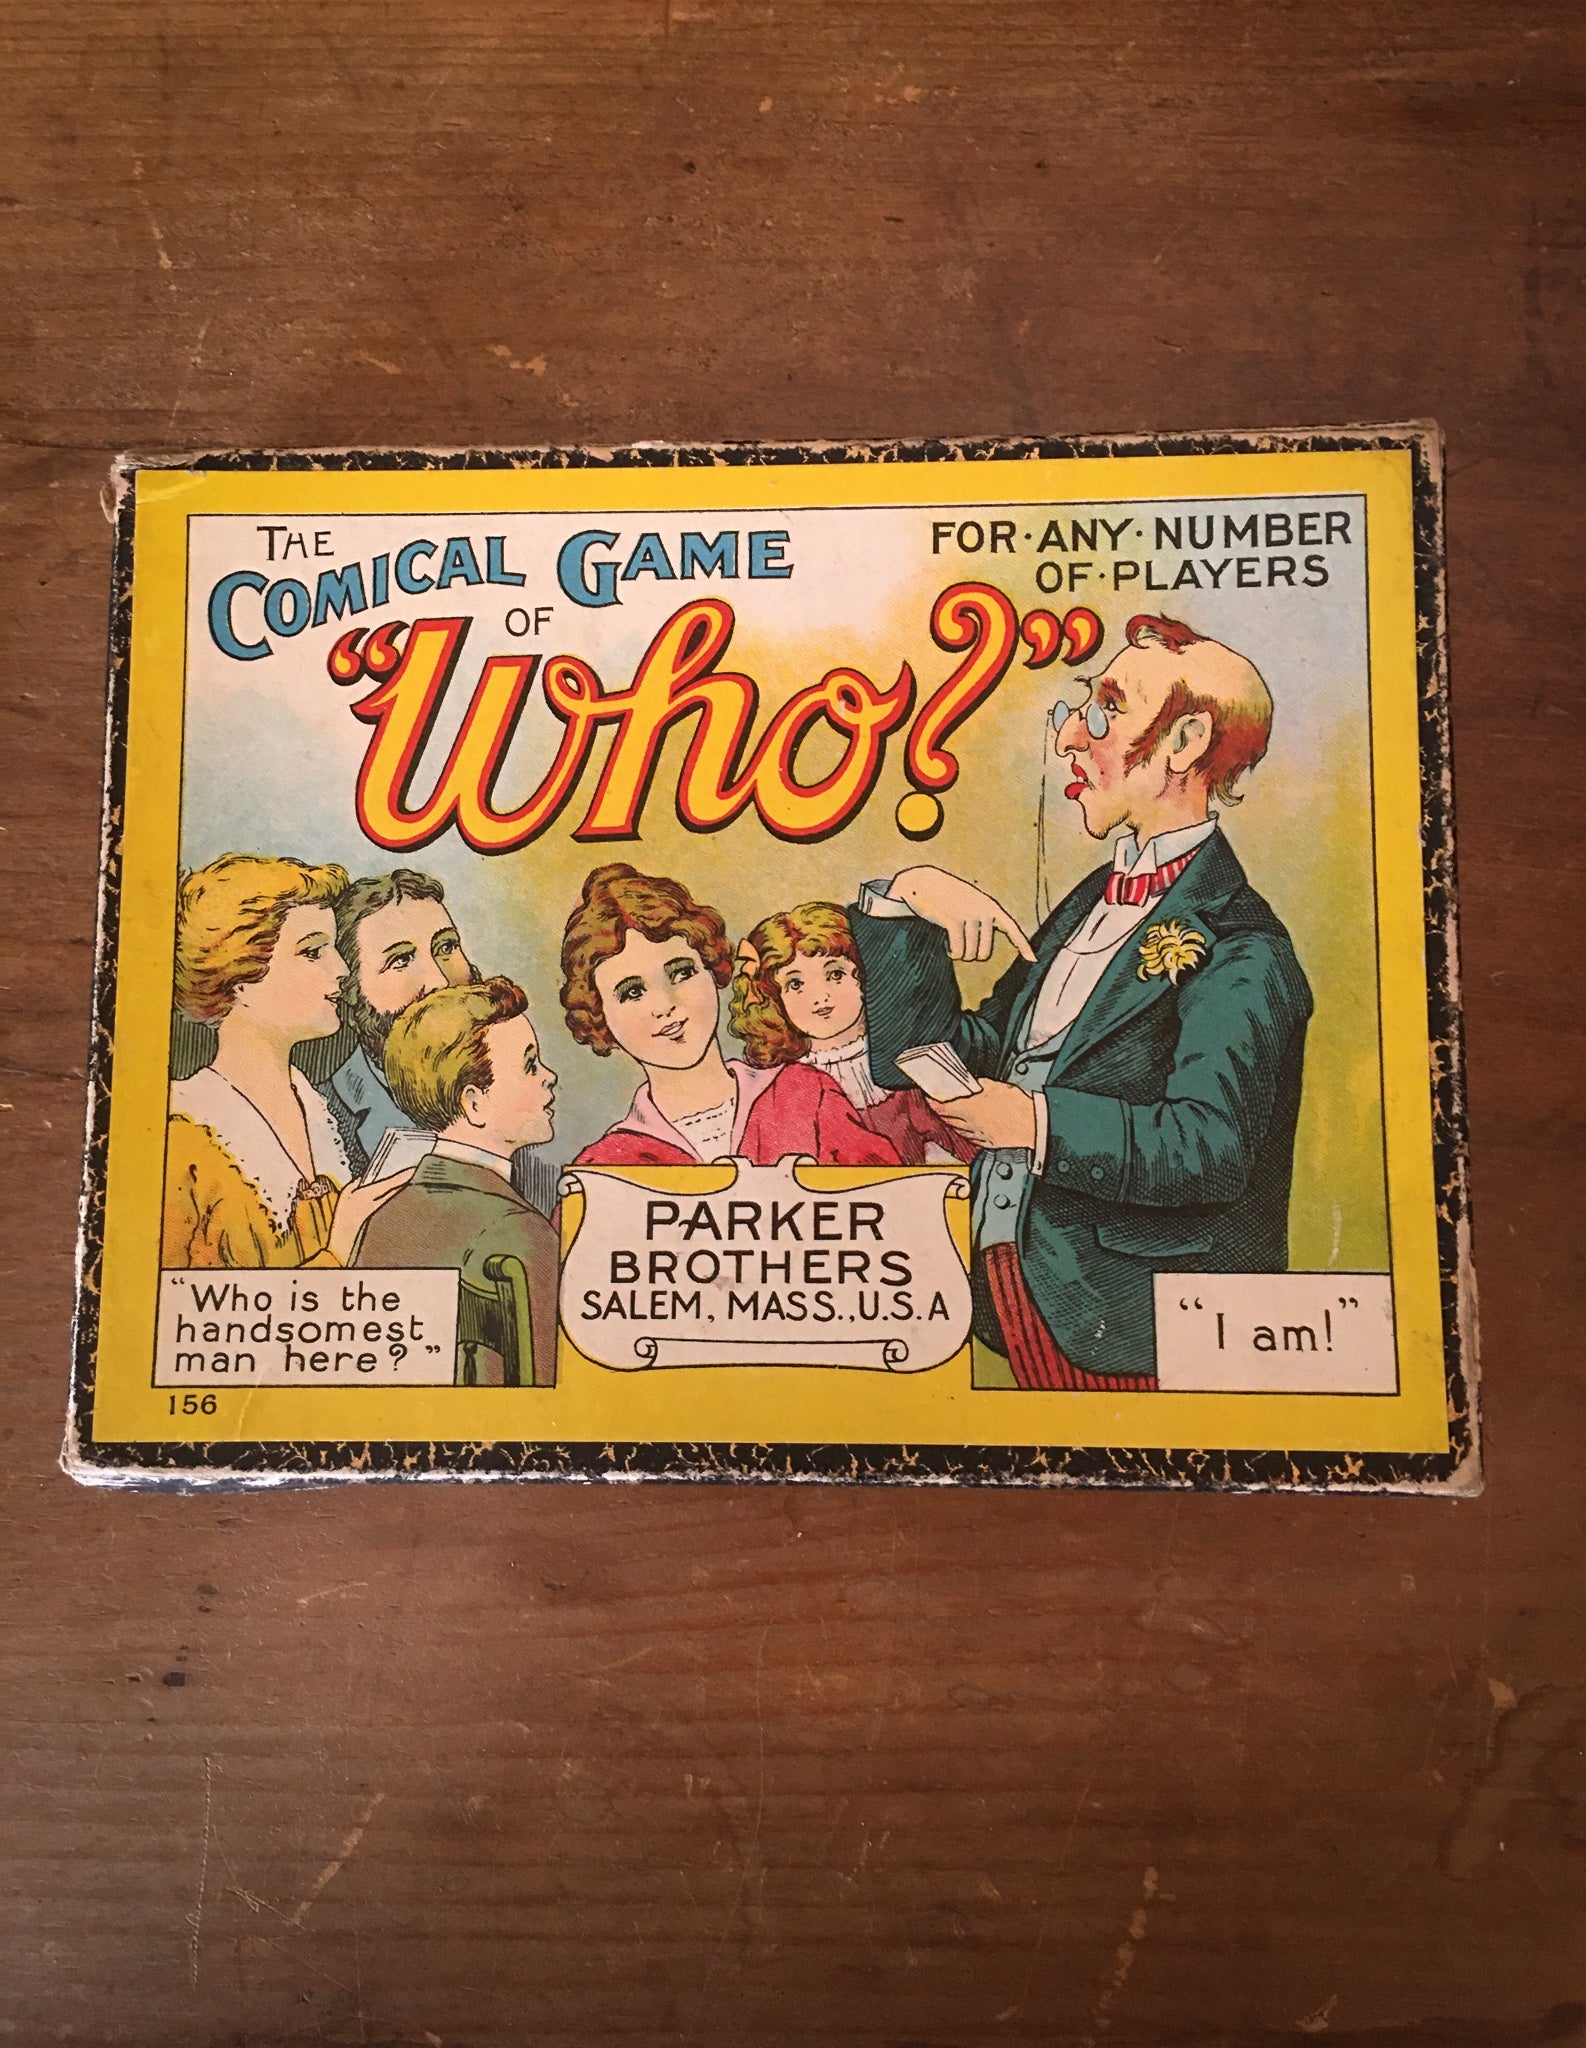 THE
COMICAL GAME
OF
"Who?"
FOR·ANY·NUMBER
OF·PLAYERS
PARKER
BROTHERS
SALEM, MASS.,U.S.A
"Who is the
handsomest
man here?"
"I am!"
156